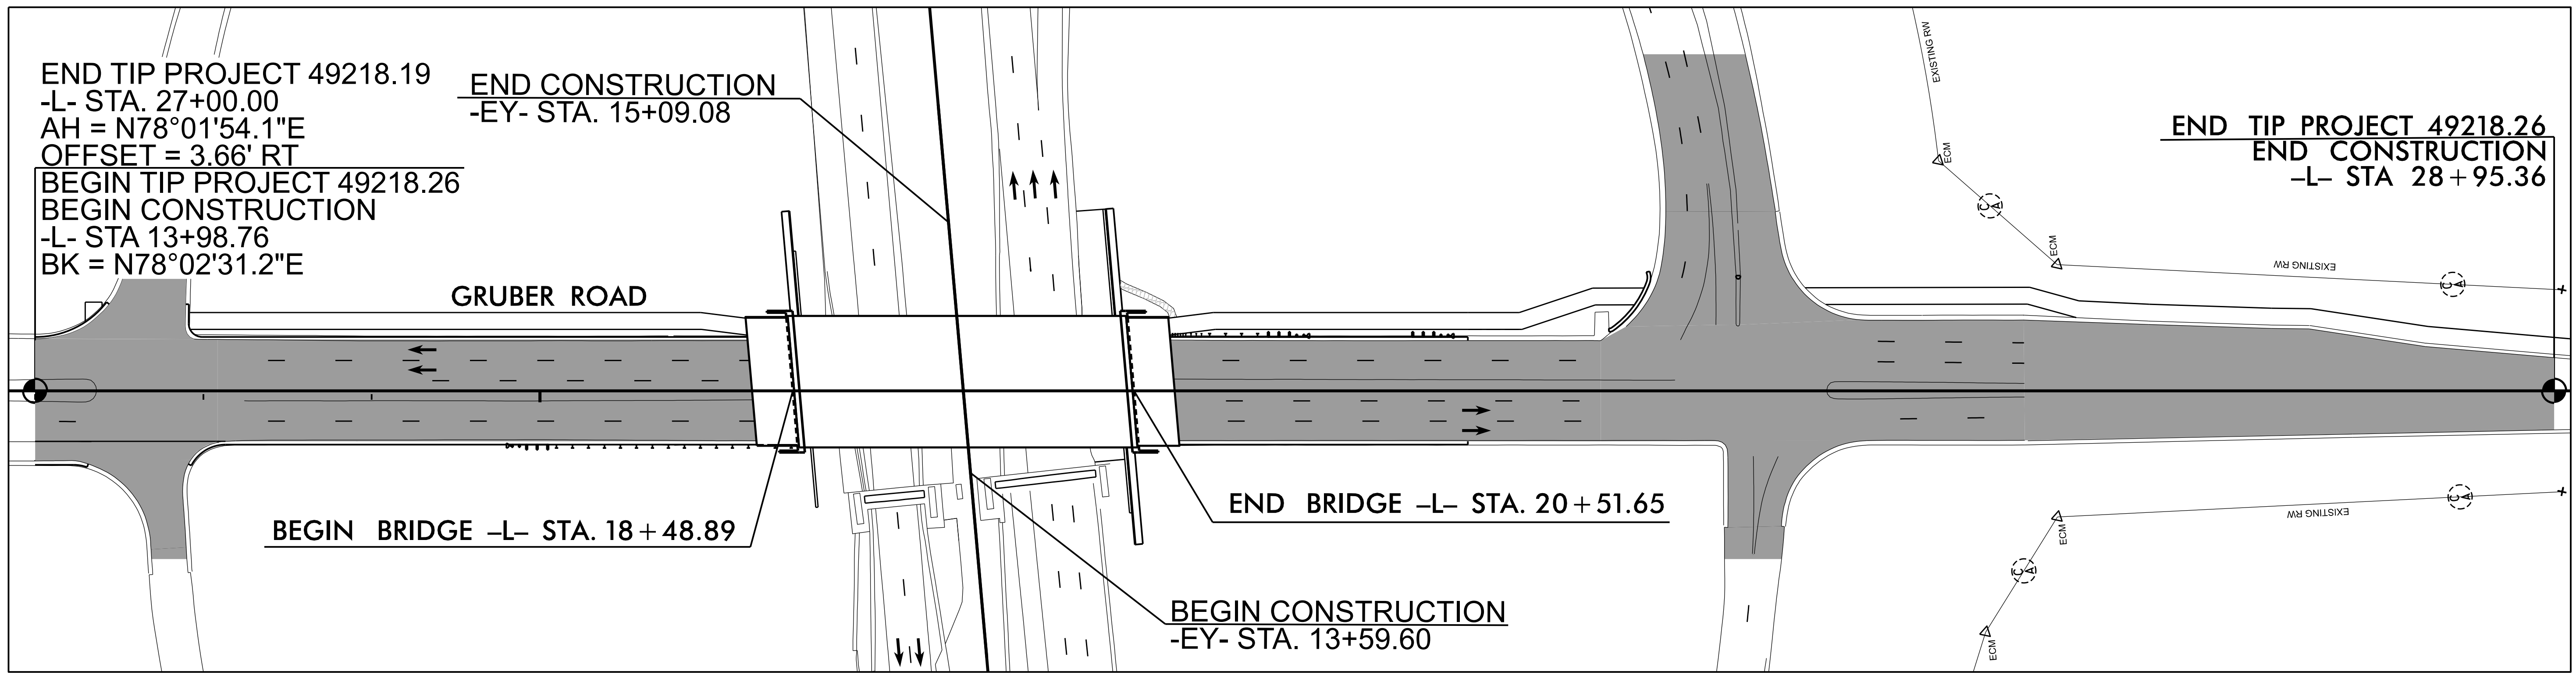 END TIP PROJECT 49218.19
-L- STA. 27+00.00
AH = N78°01'54.1"E
OFFSET = 3.66' RT
BEGIN TIP PROJECT 49218.26
BEGIN CONSTRUCTION
-L- STA 13+98.76
BK = N78°02'31.2"E
END CONSTRUCTION
-EY- STA. 15+09.08
GRUBER ROAD
EXISTING RW
ECM
C
A
ECM
EXISTING RW
C
A
END TIP PROJECT 49218.26
END CONSTRUCTION
–L– STA 28+95.36
BEGIN BRIDGE –L– STA. 18+48.89
END BRIDGE –L– STA. 20+51.65
BEGIN CONSTRUCTION
-EY- STA. 13+59.60
EXISTING RW
C
A
ECM
C
A
ECM